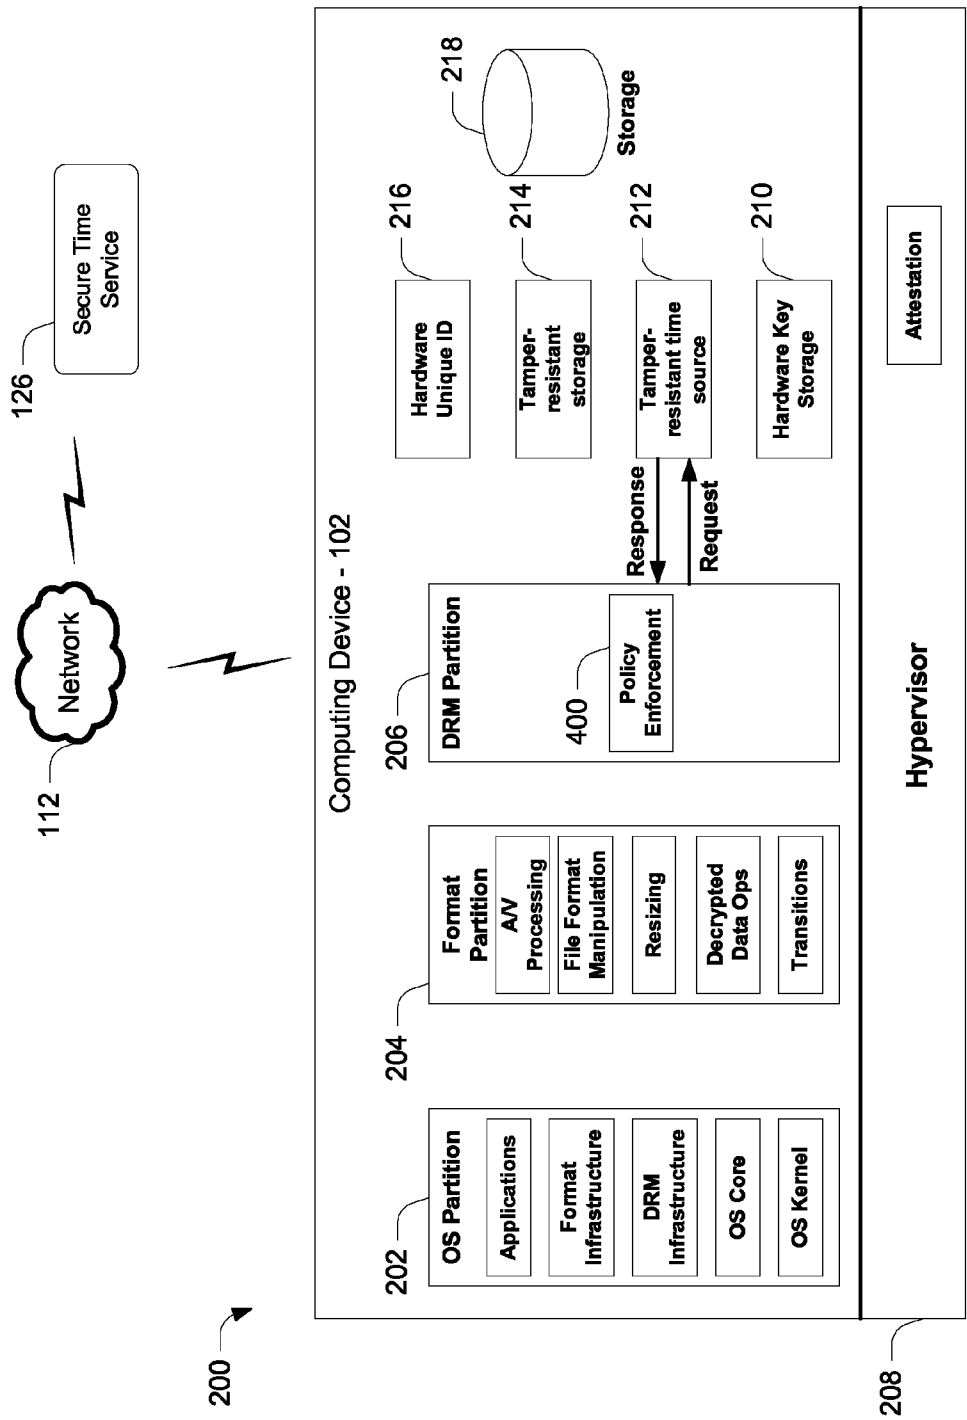 200
112
Network
126
Secure Time
Service
Computing Device - 102
202
OS Partition
Applications
Format
Infrastructure
DRM
Infrastructure
OS Core
OS Kernel
204
Format
Partition
A/V
Processing
File Format
Manipulation
Resizing
Decrypted
Data Ops
Transitions
206
DRM Partition
400
Policy
Enforcement
Response
Request
216
Hardware
Unique ID
214
Tamper-
resistant
storage
212
Tamper-
resistant time
source
210
Hardware Key
Storage
218
Storage
208
Hypervisor
Attestation